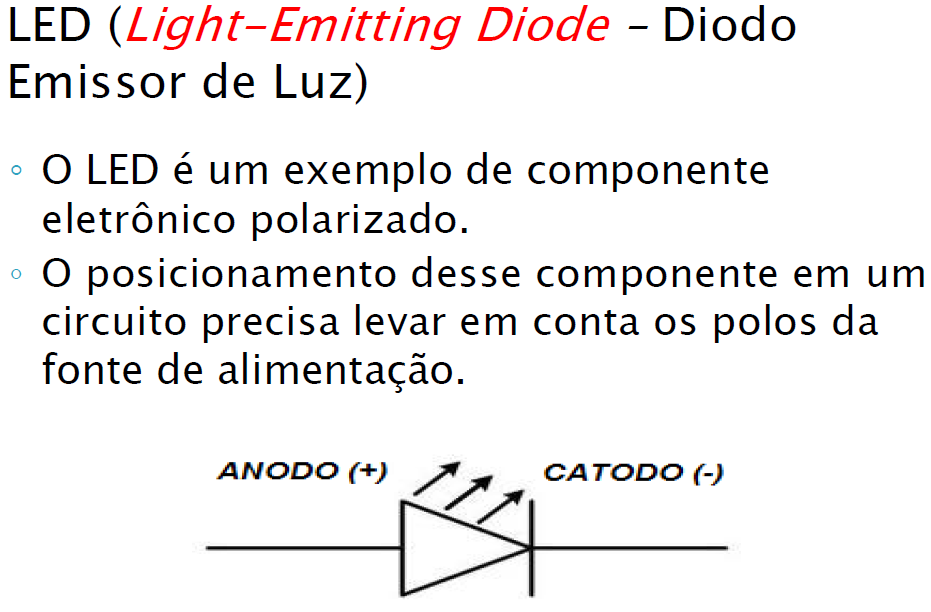 LED (Light-Emitting Diode – Diodo
Emissor de Luz)
◦ O LED é um exemplo de componente
eletrônico polarizado.
◦ O posicionamento desse componente em um
circuito precisa levar em conta os polos da
fonte de alimentação.
ANODO (+) CATODO (-)